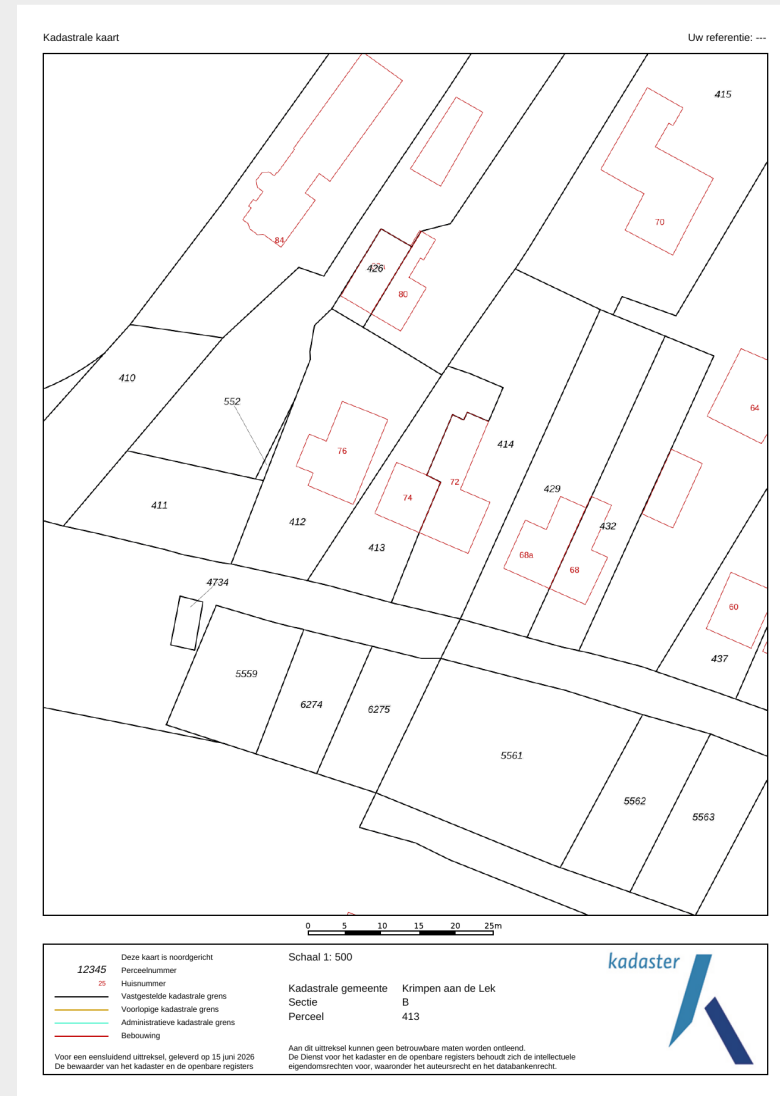 Kadastrale kaart
Uw referentie: ---
415
70
84
426
80
410
552
64
76
414
72
74
429
411
412
432
413
68a
68
4734
60
437
5559
6274
6275
5561
5562
5563
0 5 10 15 20 25m
Deze kaart is noordgericht
12345 Perceelnummer
25 Huisnummer
Vastgestelde kadastrale grens
Voorlopige kadastrale grens
Administratieve kadastrale grens
Bebouwing
Voor een eensluidend uittreksel, geleverd op 15 juni 2026
De bewaarder van het kadaster en de openbare registers
Schaal 1: 500
Kadastrale gemeente Krimpen aan de Lek
Sectie B
Perceel 413
Aan dit uittreksel kunnen geen betrouwbare maten worden ontleend.
De Dienst voor het kadaster en de openbare registers behoudt zich de intellectuele
eigendomsrechten voor, waaronder het auteursrecht en het databankenrecht.
kadaster